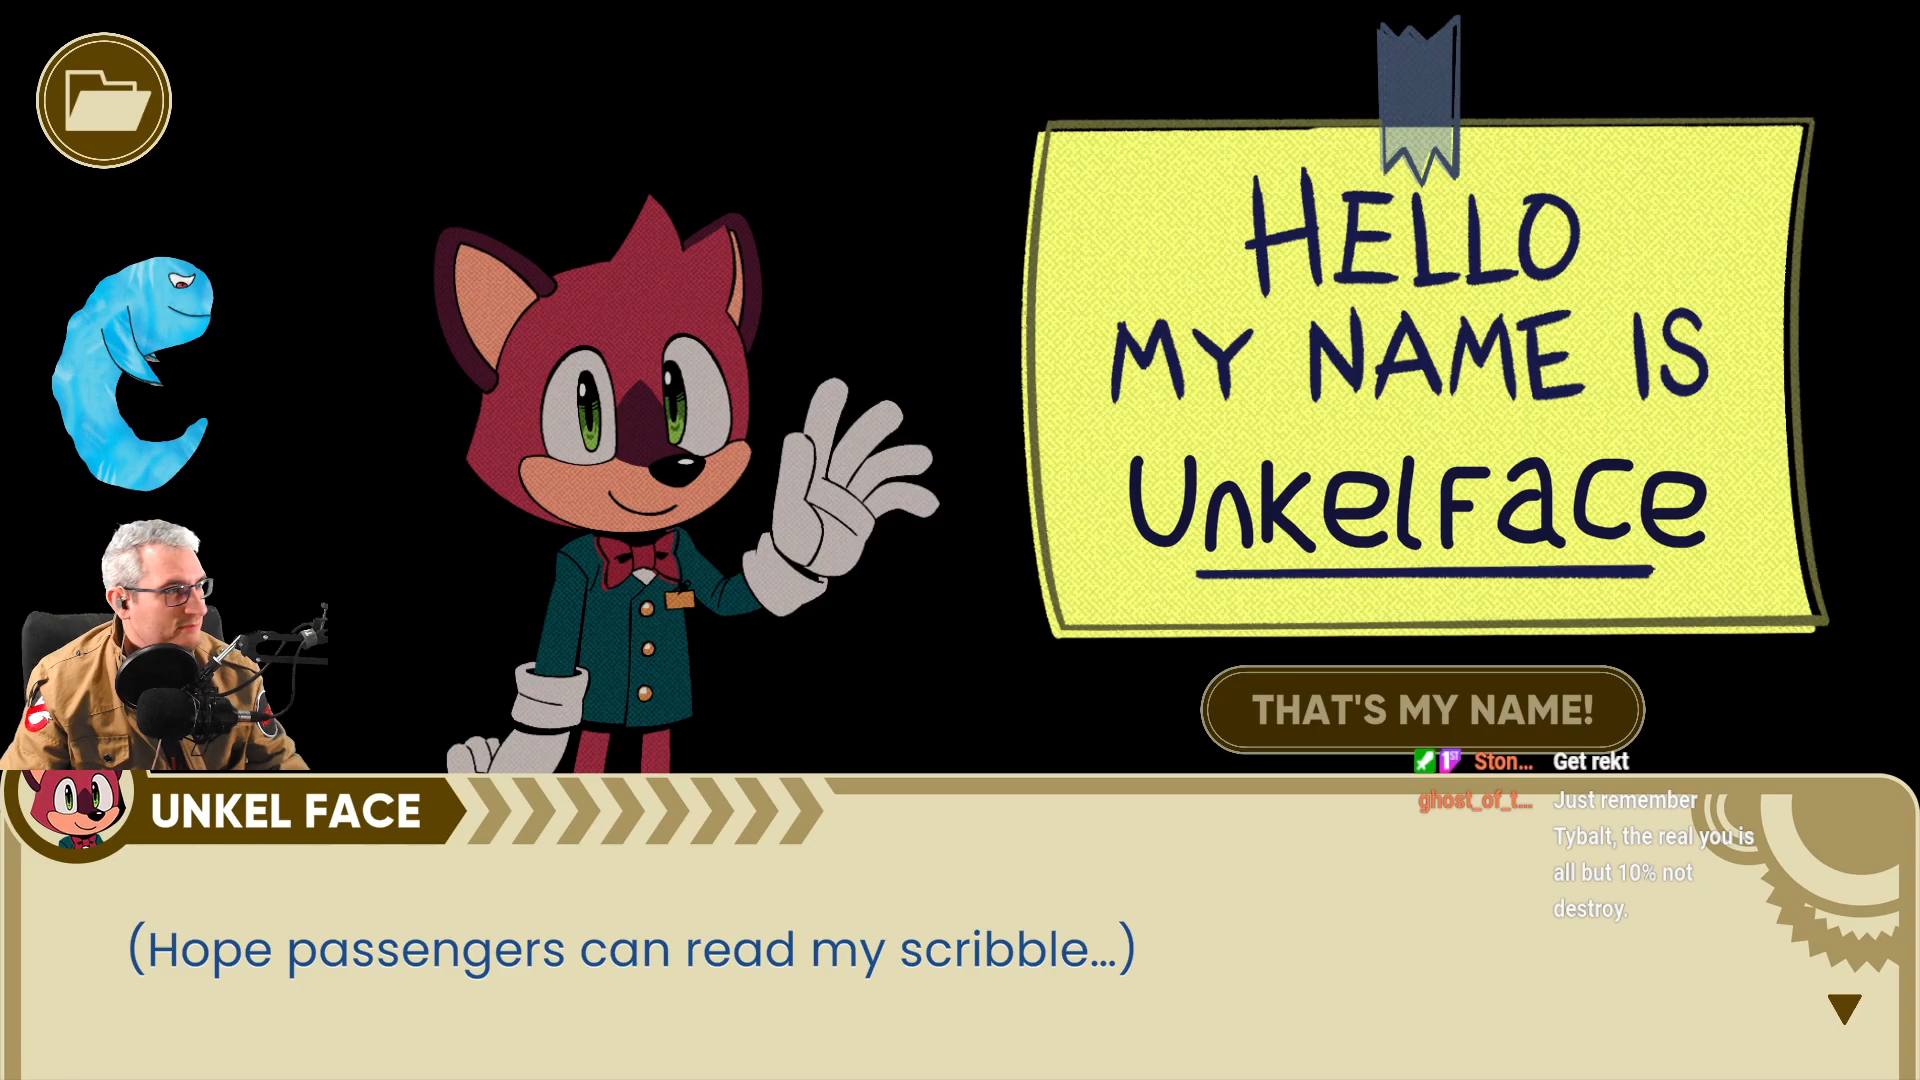 HELLO
MY NAME IS
UnkelFace
THAT'S MY NAME!
1ST Ston... Get rekt
ghost_of_t... Just remember
Tybalt, the real you is
all but 10% not
destroy.
UNKEL FACE
(Hope passengers can read my scribble...)